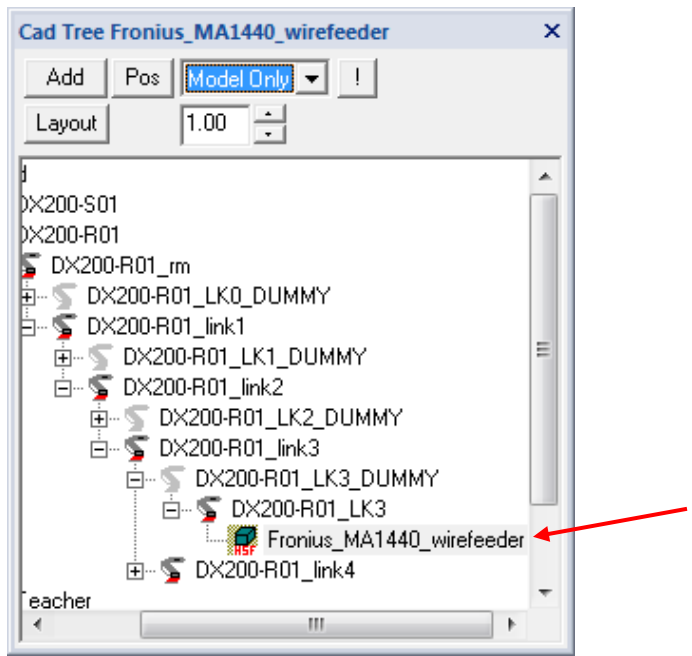 Cad Tree Fronius_MA1440_wirefeeder
Add Pos Model Only !
Layout 1.00
DX200-S01
DX200-R01
DX200-R01_rm
DX200-R01_LK0_DUMMY
DX200-R01_link1
DX200-R01_LK1_DUMMY
DX200-R01_link2
DX200-R01_LK2_DUMMY
DX200-R01_link3
DX200-R01_LK3_DUMMY
DX200-R01_LK3
HSF Fronius_MA1440_wirefeeder
DX200-R01_link4
Teacher